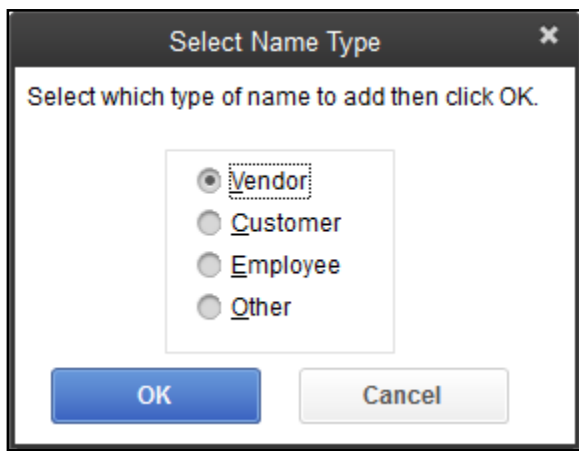 Select Name Type
Select which type of name to add then click OK.
Vendor
Customer
Employee
Other
OK Cancel